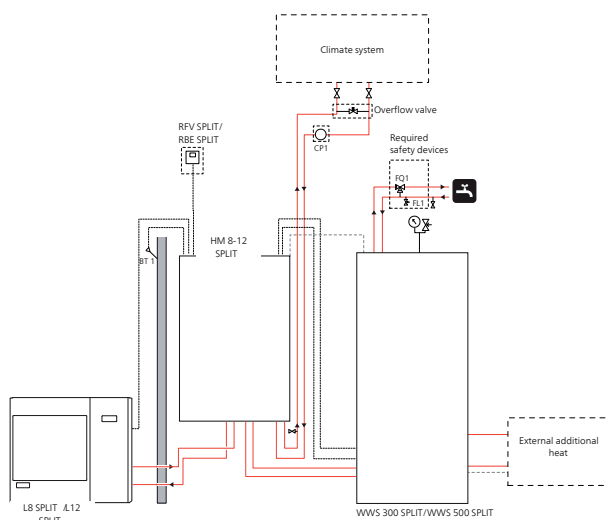 Climate system
Overflow valve
RFV SPLIT/
RBE SPLIT
CP1
Required
safety devices
FQ1
FL1
HM 8-12
SPLIT
BT 1
External additional
heat
L8 SPLIT /L12
SPLIT
WWS 300 SPLIT/WWS 500 SPLIT